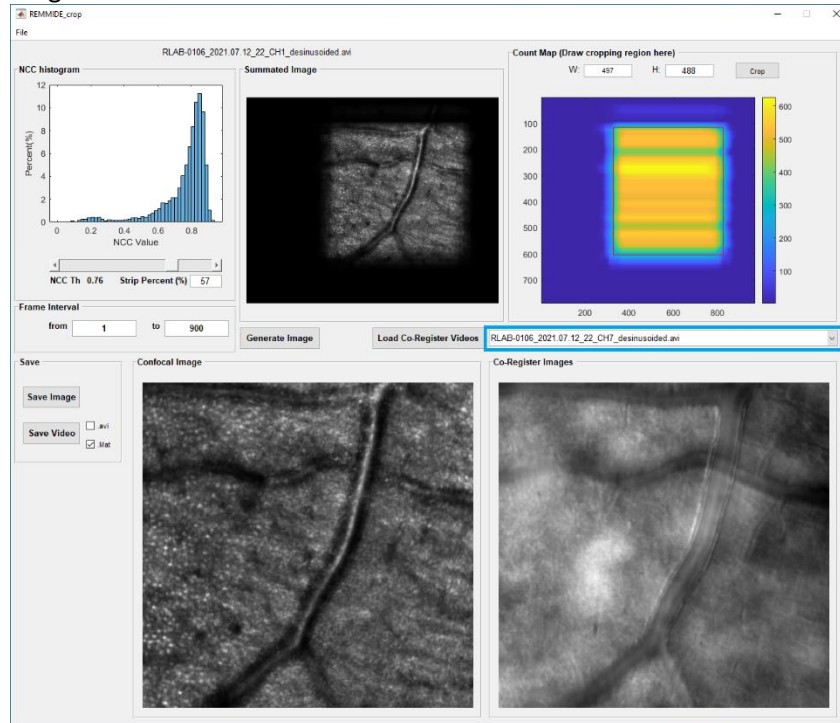 REMMIDE_crop
File
RLAB-0106_2021.07.12_22_CH1_desinusoided.avi
NCC histogram
12
10
8
6
4
2
0
Percent(%)
0 0.2 0.4 0.6 0.8
NCC Value
NCC Th 0.76 Strip Percent (%) 57
Frame Interval
from 1 to 900
Summated Image
Count Map (Draw cropping region here)
W: 497 H: 488 Crop
100
200
300
400
500
600
700
200 400 600 800
600
500
400
300
200
100
Generate Image Load Co-Register Videos RLAB-0106_2021.07.12_22_CH7_desinusoided.avi
Save
Save Image
Save Video .avi
.Mat
Confocal Image
Co-Register Images